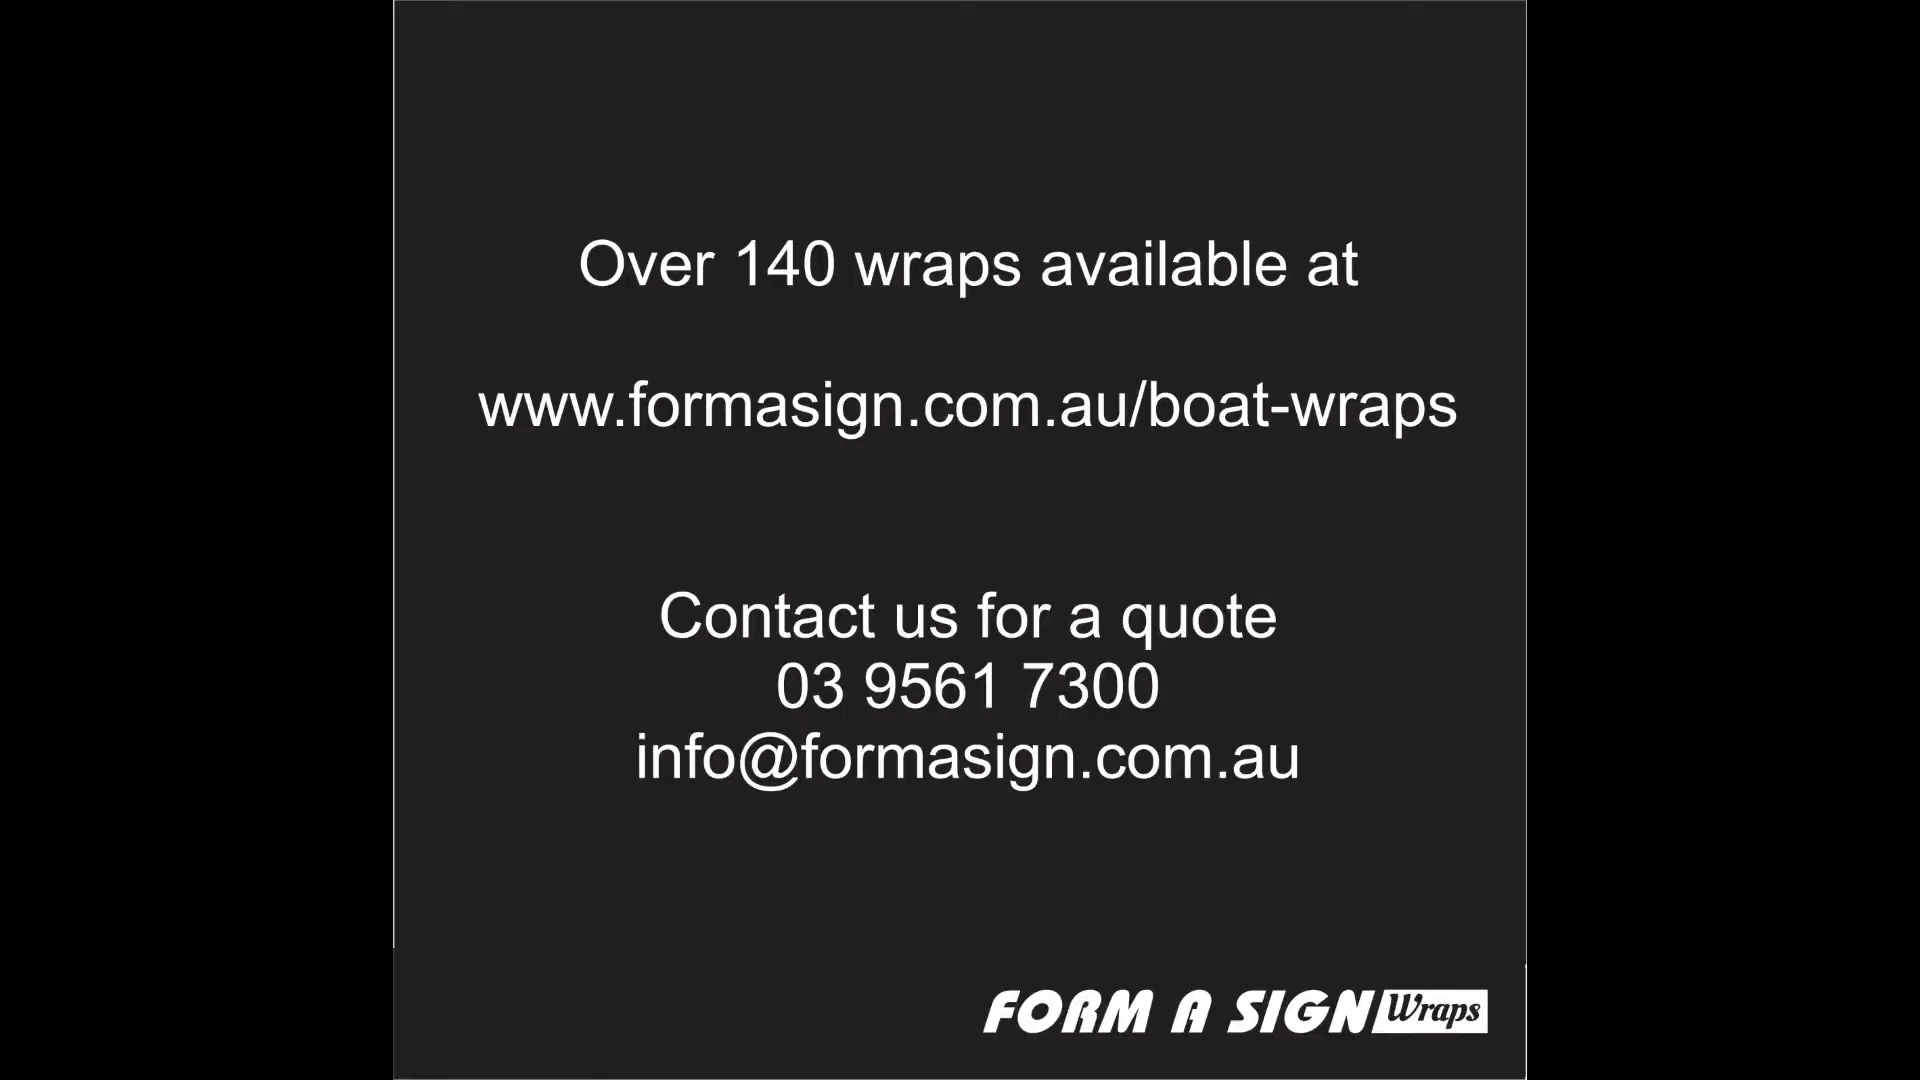 Over 140 wraps available at
www.formasign.com.au/boat-wraps
Contact us for a quote
03 9561 7300
info@formasign.com.au
FORM A SIGN Wraps